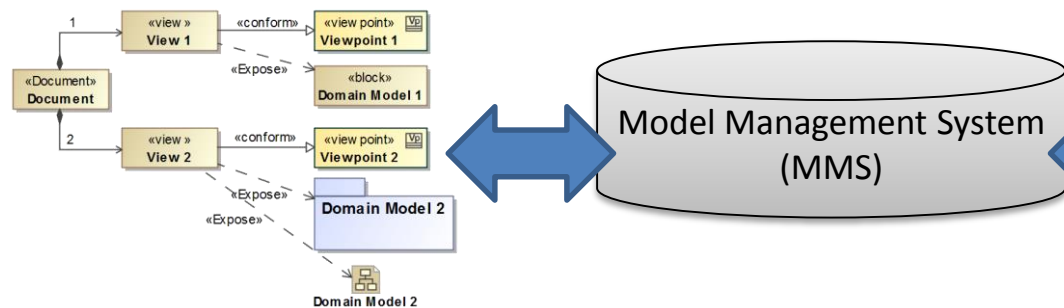 1
«view »
View 1
«conform»
«view point»
Vp
Viewpoint 1
«Expose»
«block»
Domain Model 1
«Document»
Document
2
«view »
View 2
«conform»
«view point»
Vp
Viewpoint 2
«Expose»
«Expose»
Domain Model 2
Domain Model 2
Model Management System
(MMS)